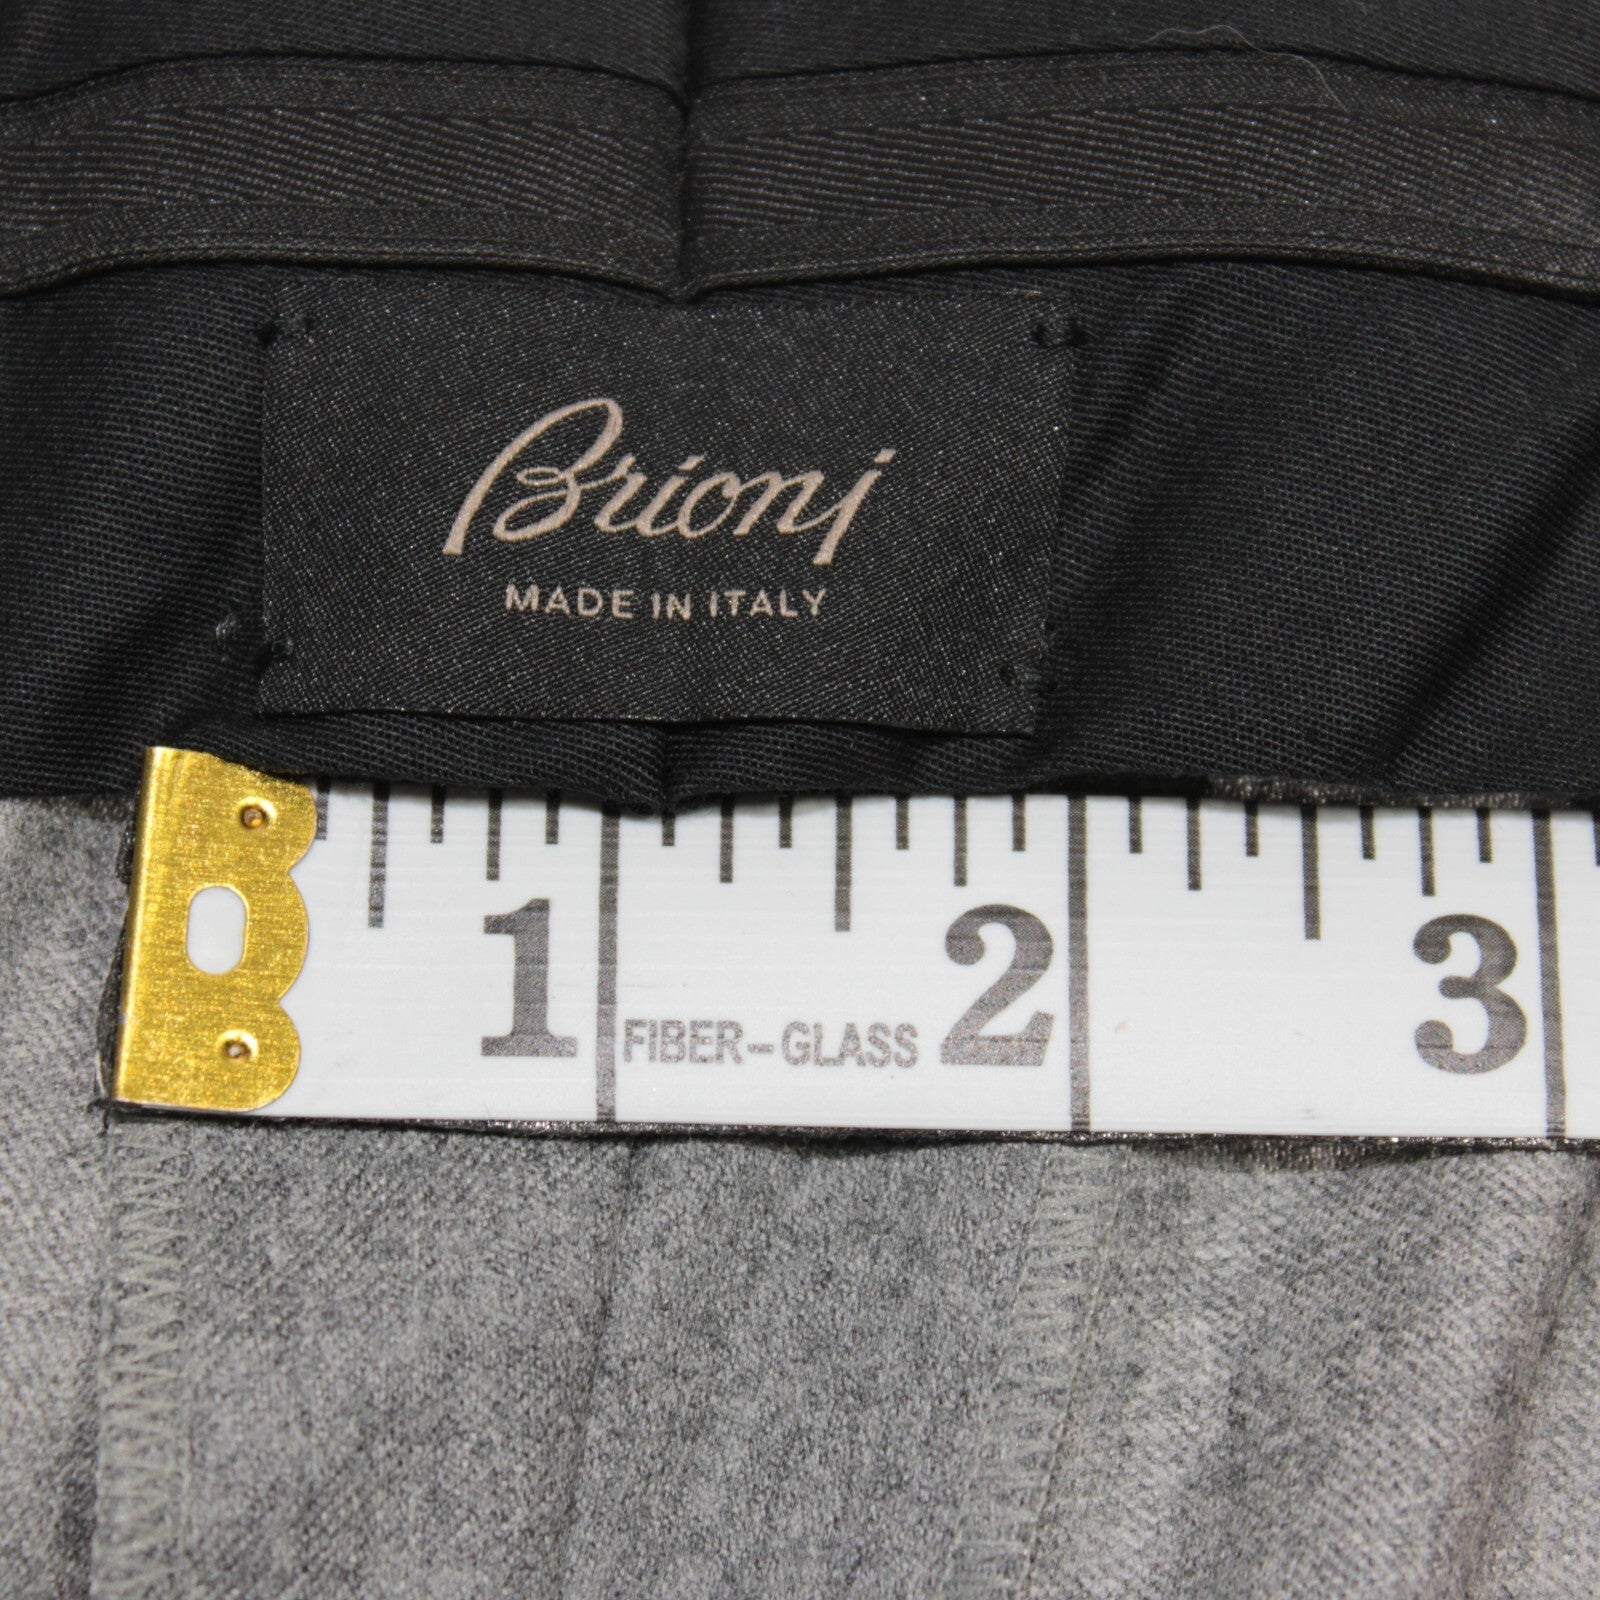 Brioni
MADE IN ITALY
1 FIBER-GLASS 2 3